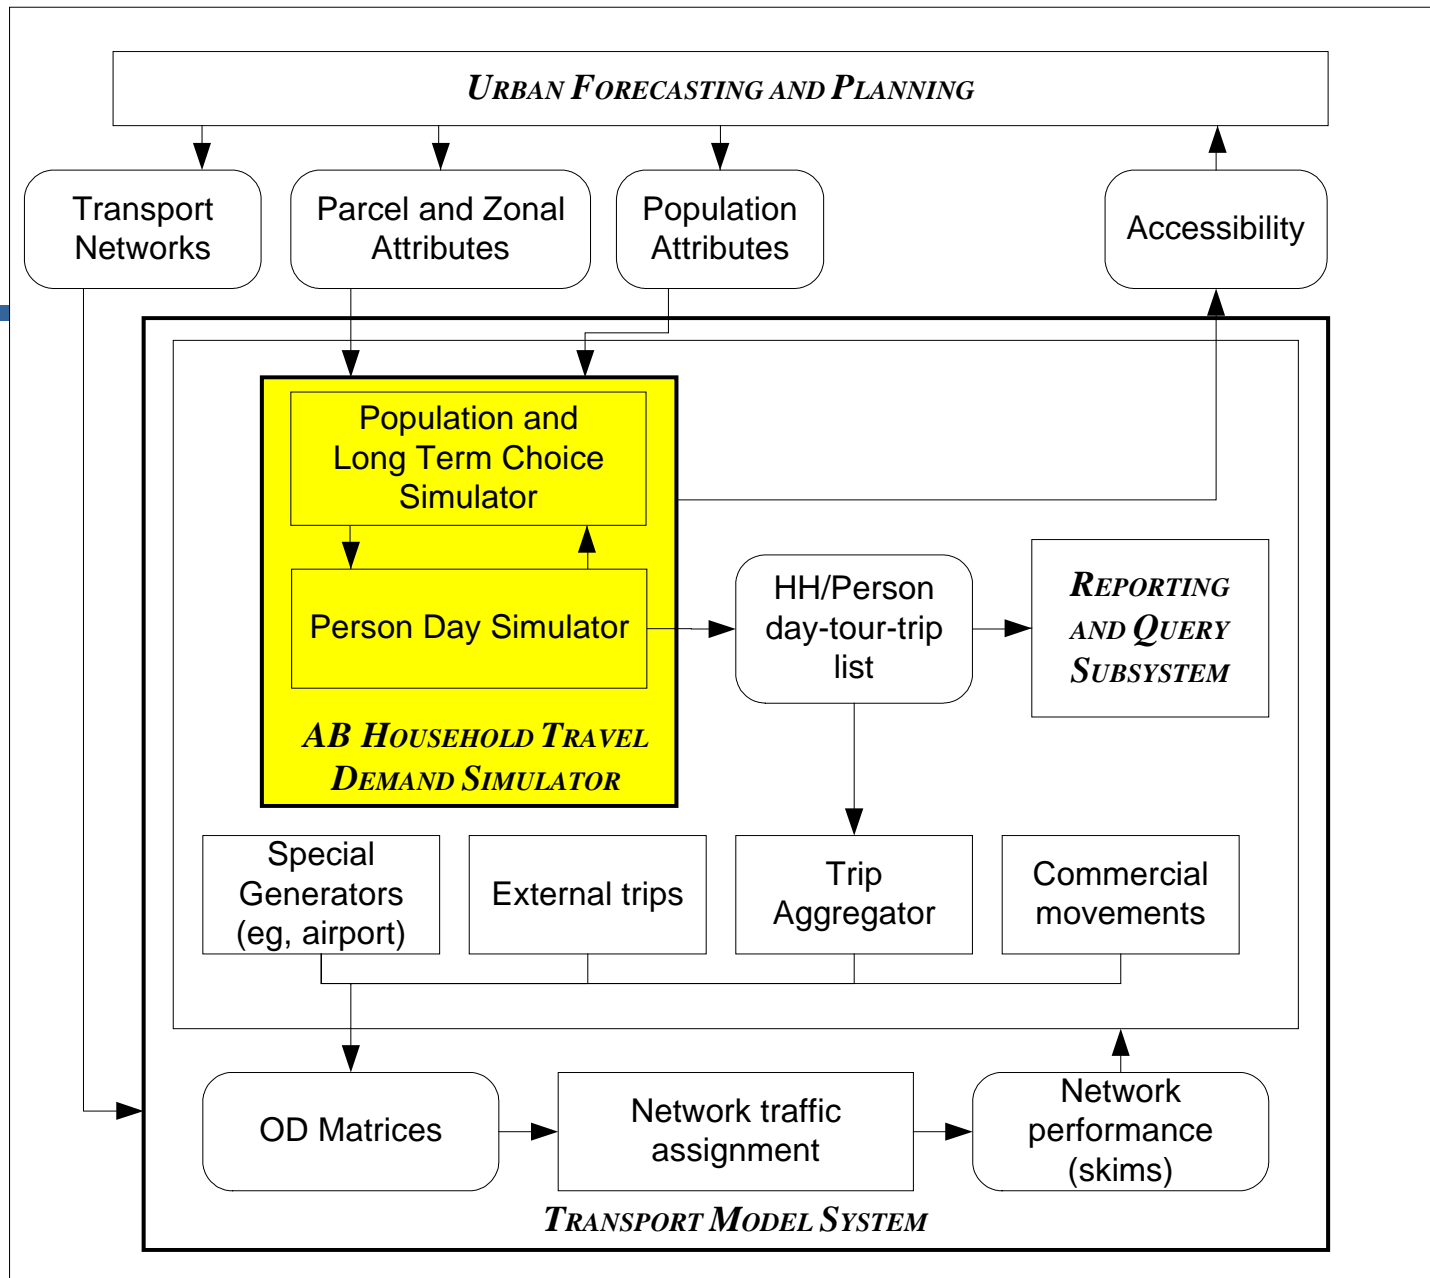 URBAN FORECASTING AND PLANNING
Transport
Networks
Parcel and Zonal
Attributes
Population
Attributes
Accessibility
Population and
Long Term Choice
Simulator
Person Day Simulator
AB HOUSEHOLD TRAVEL
DEMAND SIMULATOR
HH/Person
day-tour-trip
list
REPORTING
AND QUERY
SUBSYSTEM
Special
Generators
(eg, airport)
External trips
Trip
Aggregator
Commercial
movements
OD Matrices
Network traffic
assignment
Network
performance
(skims)
TRANSPORT MODEL SYSTEM